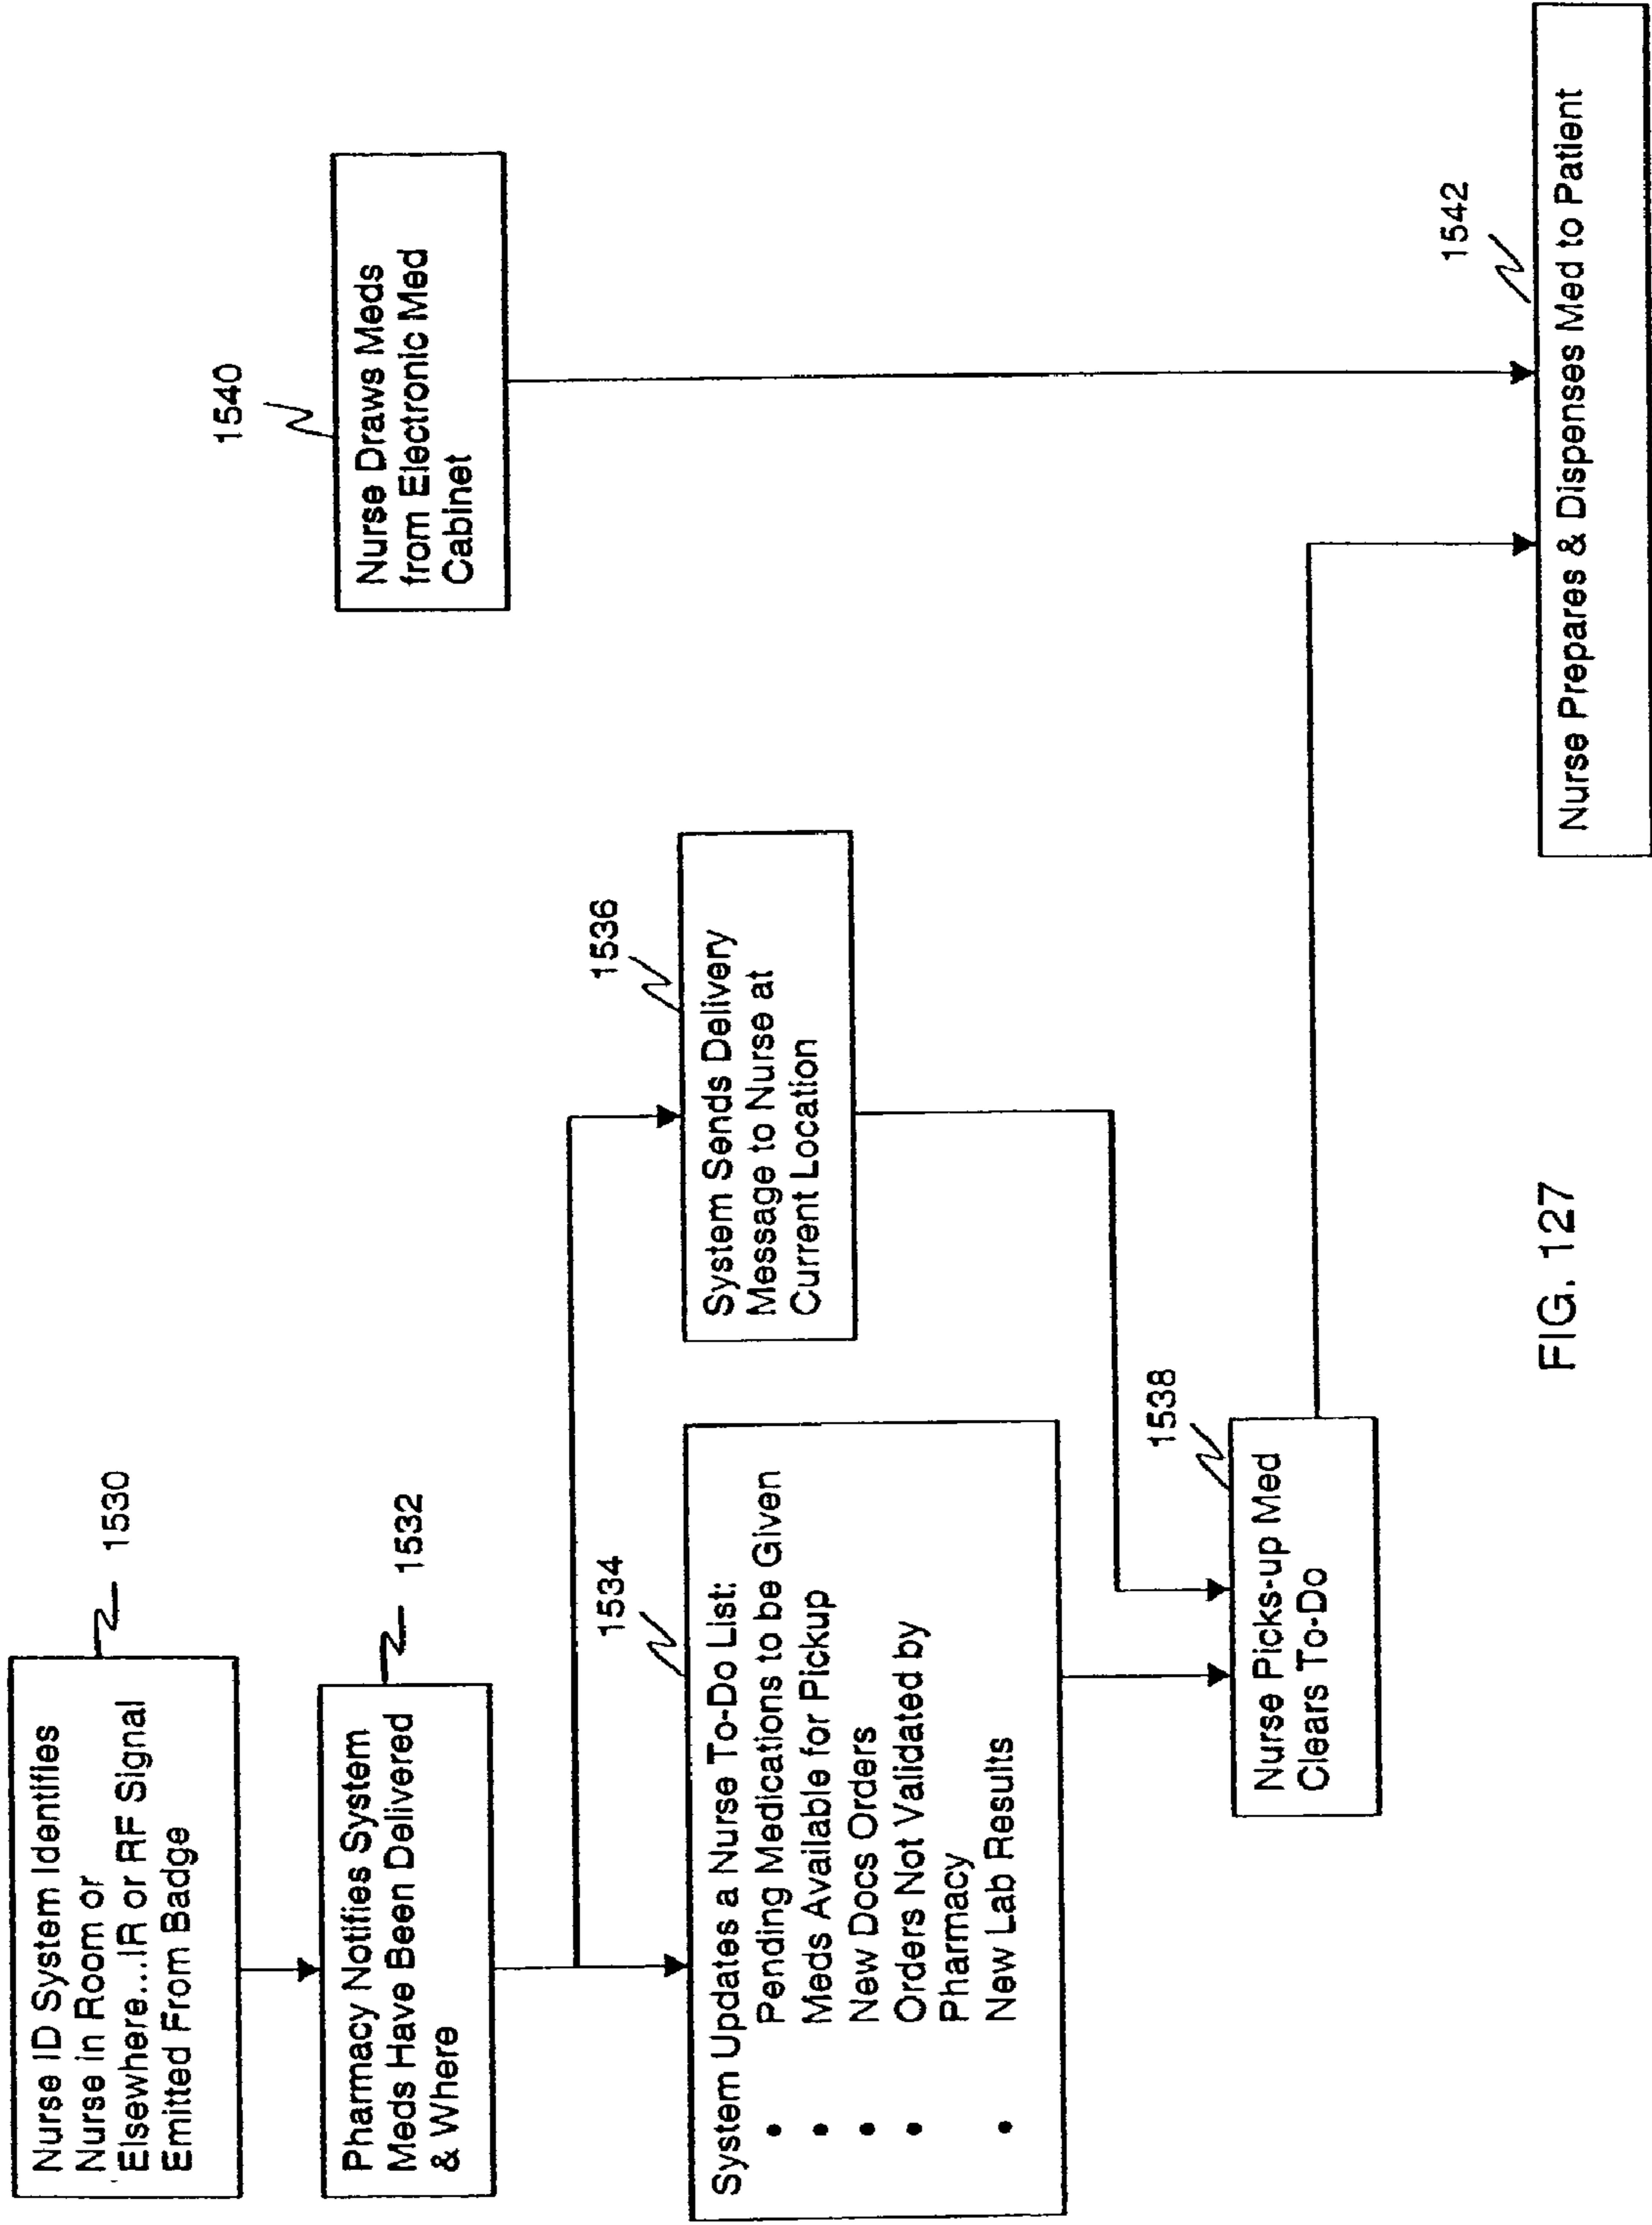 Nurse ID System Identifies
Nurse in Room or
Elsewhere...IR or RF Signal
Emitted From Badge
1530
Pharmacy Notifies System
Meds Have Been Delivered
& Where
1532
1534
System Updates a Nurse To-Do List:
• Pending Medications to be Given
• Meds Available for Pickup
• New Docs Orders
• Orders Not Validated by
Pharmacy
• New Lab Results
1536
System Sends Delivery
Message to Nurse at
Current Location
1538
Nurse Picks-up Med
Clears To-Do
1540
Nurse Draws Meds
from Electronic Med
Cabinet
1542
Nurse Prepares & Dispenses Med to Patient
FIG. 127